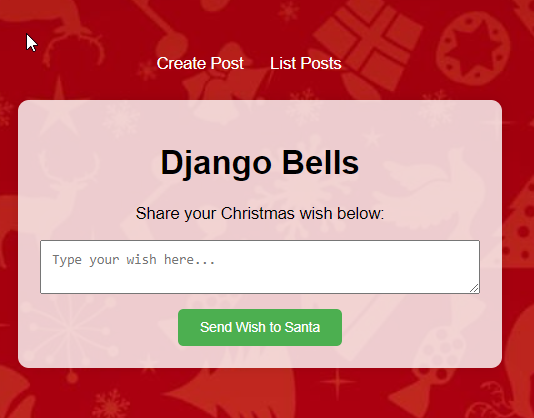 Create Post List Posts
Django Bells
Share your Christmas wish below:
Type your wish here...
Send Wish to Santa